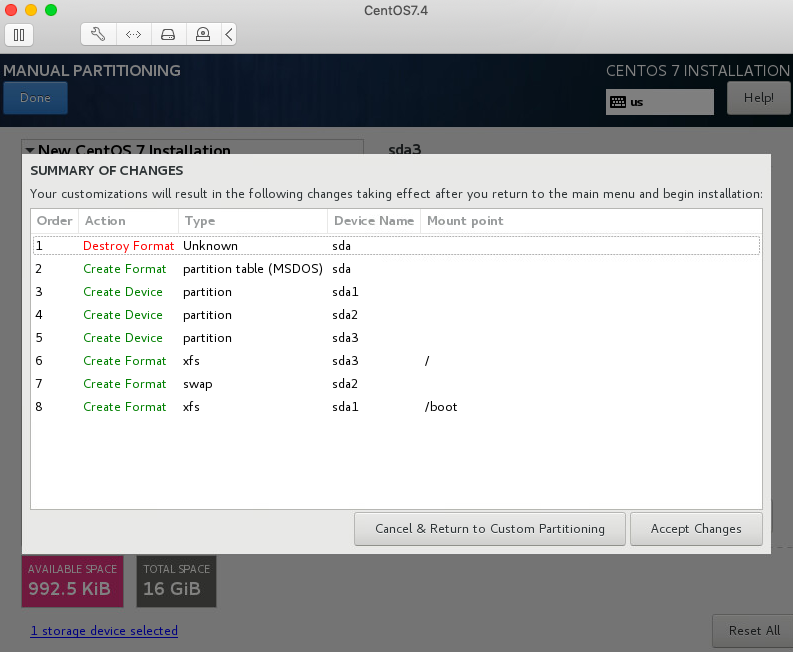 CentOS7.4
MANUAL PARTITIONING
CENTOS 7 INSTALLATION
Done
us
Help!
New CentOS 7 Installation
sda3
SUMMARY OF CHANGES
Your customizations will result in the following changes taking effect after you return to the main menu and begin installation:
Order Action Type Device Name Mount point
1 Destroy Format Unknown sda
2 Create Format partition table (MSDOS) sda
3 Create Device partition sda1
4 Create Device partition sda2
5 Create Device partition sda3
6 Create Format xfs sda3 /
7 Create Format swap sda2
8 Create Format xfs sda1 /boot
Cancel & Return to Custom Partitioning
Accept Changes
AVAILABLE SPACE
992.5 KiB
TOTAL SPACE
16 GiB
1 storage device selected
Reset All